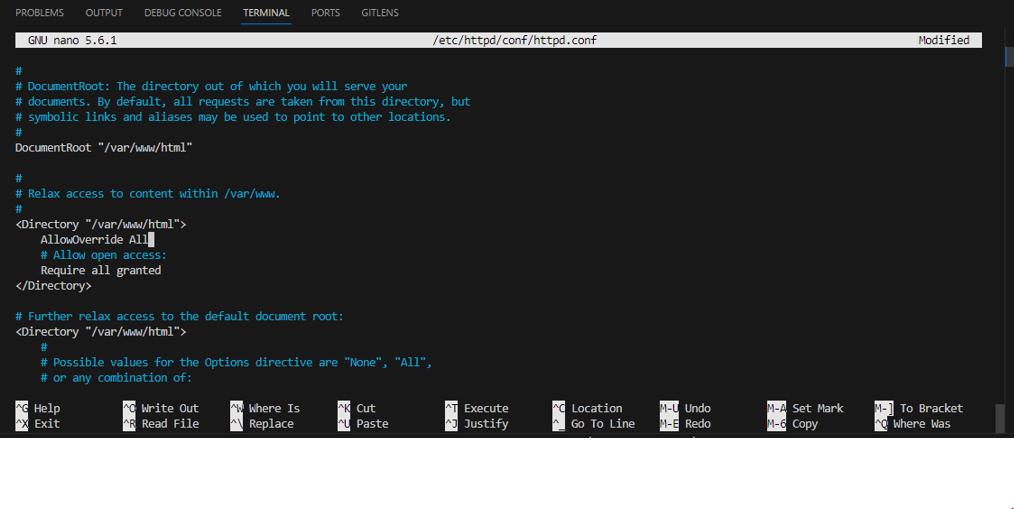 PROBLEMS OUTPUT DEBUG CONSOLE TERMINAL PORTS GITLENS
GNU nano 5.6.1 /etc/httpd/conf/httpd.conf Modified
#
# DocumentRoot: The directory out of which you will serve your
# documents. By default, all requests are taken from this directory, but
# symbolic links and aliases may be used to point to other locations.
#
DocumentRoot "/var/www/html"
#
# Relax access to content within /var/www.
#
<Directory "/var/www/html">
AllowOverride All
# Allow open access:
Require all granted
</Directory>
# Further relax access to the default document root:
<Directory "/var/www/html">
#
# Possible values for the Options directive are "None", "All",
# or any combination of:
^G Help ^O Write Out ^W Where Is ^K Cut ^T Execute ^C Location M-U Undo M-A Set Mark M-] To Bracket
^X Exit ^R Read File ^\ Replace ^U Paste ^J Justify ^_ Go To Line M-E Redo M-6 Copy ^Q Where Was